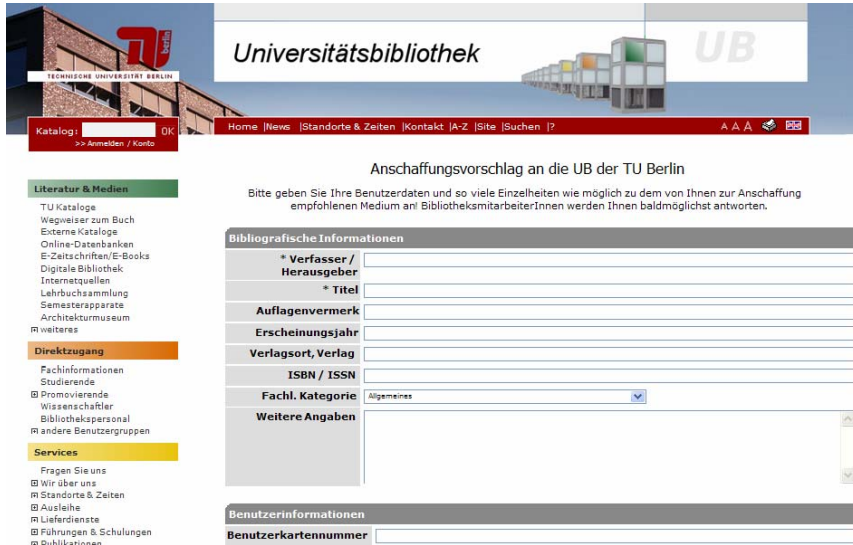 TU
berlin
TECHNISCHE UNIVERSITÄT BERLIN
Universitätsbibliothek
UB
Katalog: OK
>> Anmelden / Konto
Home |News |Standorte & Zeiten |Kontakt |A-Z |Site |Suchen |?
A A A
Anschaffungsvorschlag an die UB der TU Berlin
Bitte geben Sie Ihre Benutzerdaten und so viele Einzelheiten wie möglich zu dem von Ihnen zur Anschaffung
empfohlenen Medium an! BibliotheksmitarbeiterInnen werden Ihnen baldmöglichst antworten.
Literatur & Medien
TU Kataloge
Wegweiser zum Buch
Externe Kataloge
Online-Datenbanken
E-Zeitschriften/E-Books
Digitale Bibliothek
Internetquellen
Lehrbuchsammlung
Semesterapparate
Architekturmuseum
weiteres
Direktzugang
Fachinformationen
Studierende
Promovierende
Wissenschaftler
Bibliothekspersonal
andere Benutzergruppen
Services
Fragen Sie uns
Wir über uns
Standorte & Zeiten
Ausleihe
Lieferdienste
Führungen & Schulungen
Publikationen
Bibliografische Informationen
* Verfasser /
Herausgeber
* Titel
Auflagenvermerk
Erscheinungsjahr
Verlagsort, Verlag
ISBN / ISSN
Fachl. Kategorie Allgemeines
Weitere Angaben
Benutzerinformationen
Benutzerkartennummer